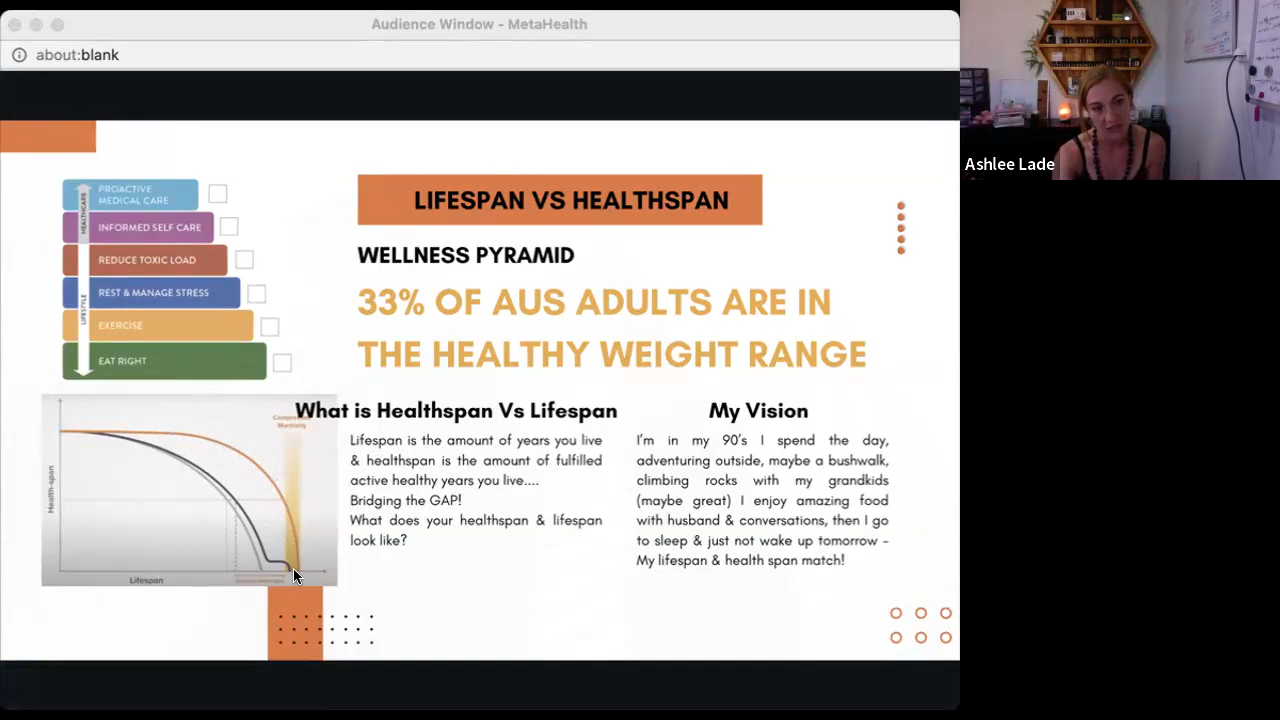 Audience Window - MetaHealth
about:blank
Ashlee Lade
PROACTIVE
MEDICAL CARE
INFORMED SELF CARE
REDUCE TOXIC LOAD
REST & MANAGE STRESS
EXERCISE
EAT RIGHT
HEALTHCARE
LIFESTYLE
LIFESPAN VS HEALTHSPAN
WELLNESS PYRAMID
33% OF AUS ADULTS ARE IN
THE HEALTHY WEIGHT RANGE
What is Healthspan Vs Lifespan
Lifespan is the amount of years you live
& healthspan is the amount of fulfilled
active healthy years you live....
Bridging the GAP!
What does your healthspan & lifespan
look like?
My Vision
I'm in my 90's I spend the day,
adventuring outside, maybe a bushwalk,
climbing rocks with my grandkids
(maybe great) I enjoy amazing food
with husband & conversations, then I go
to sleep & just not wake up tomorrow -
My lifespan & health span match!
Morbidity
Health-span
Lifespan